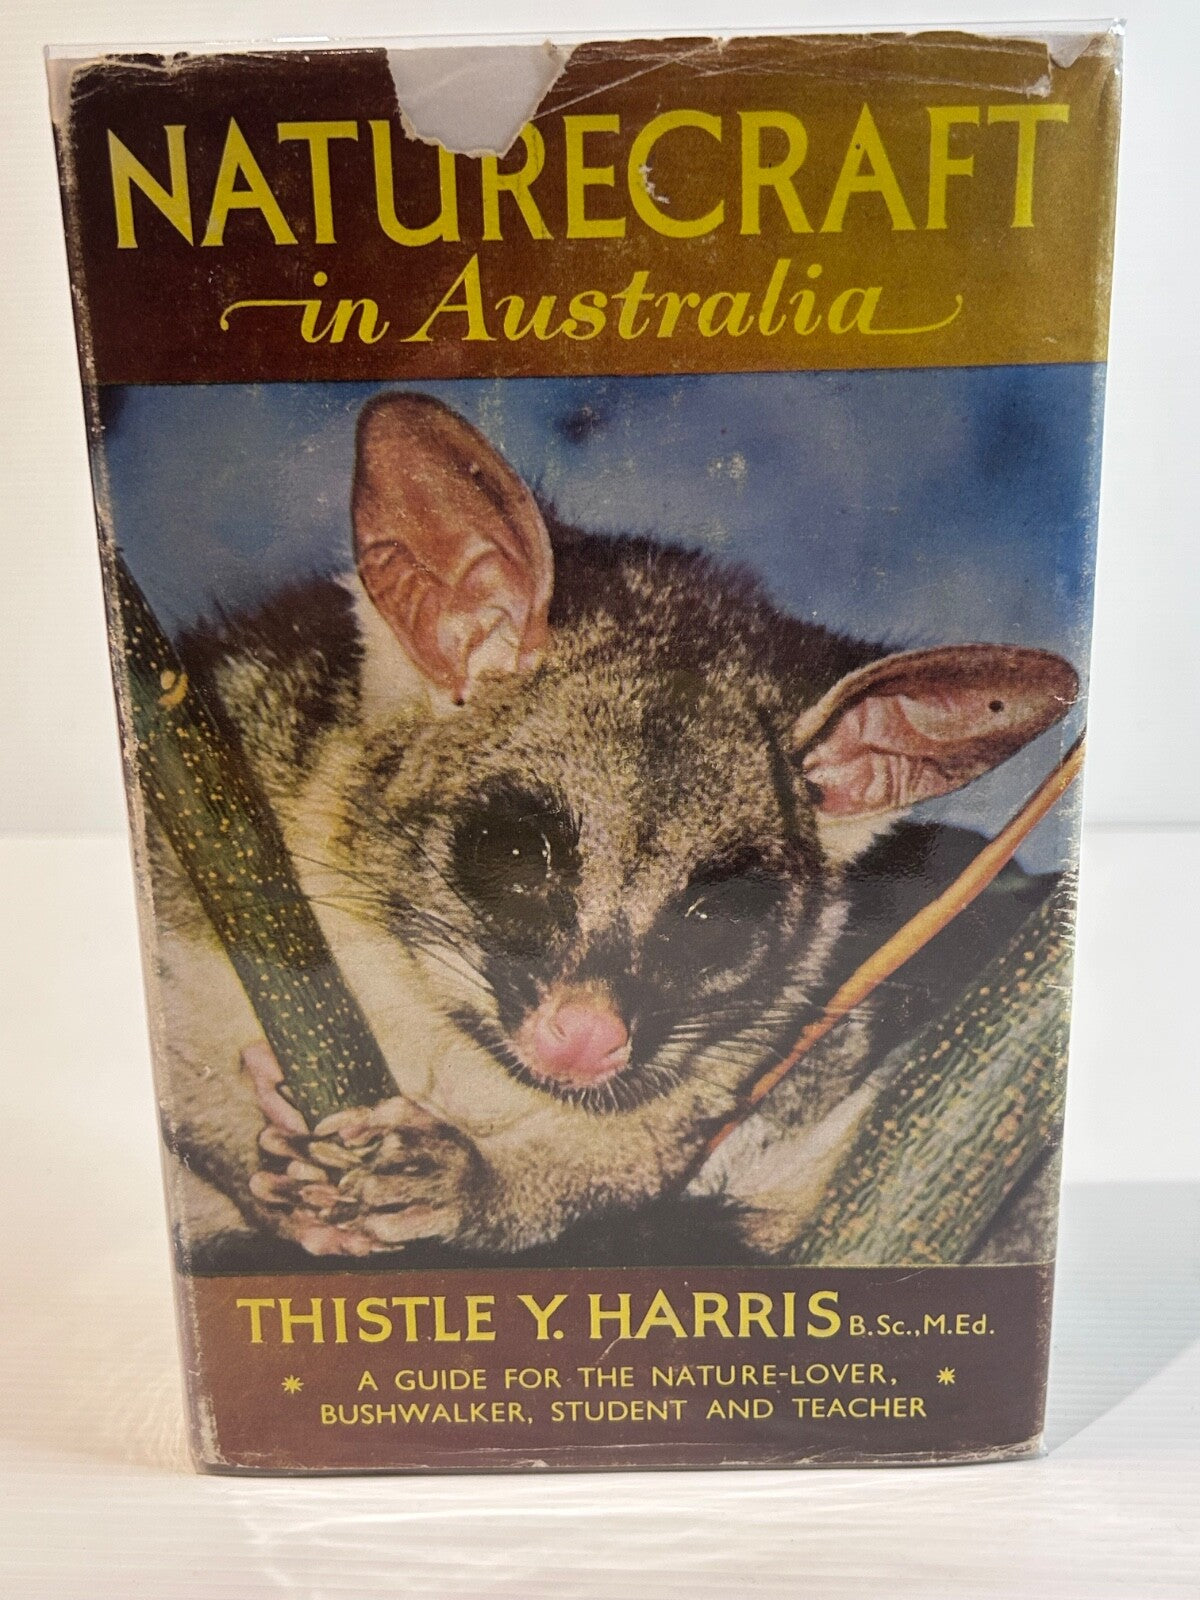 NATURECRAFT
in Australia
THISTLE Y. HARRIS B.Sc., M.Ed.
* A GUIDE FOR THE NATURE-LOVER, *
BUSHWALKER, STUDENT AND TEACHER